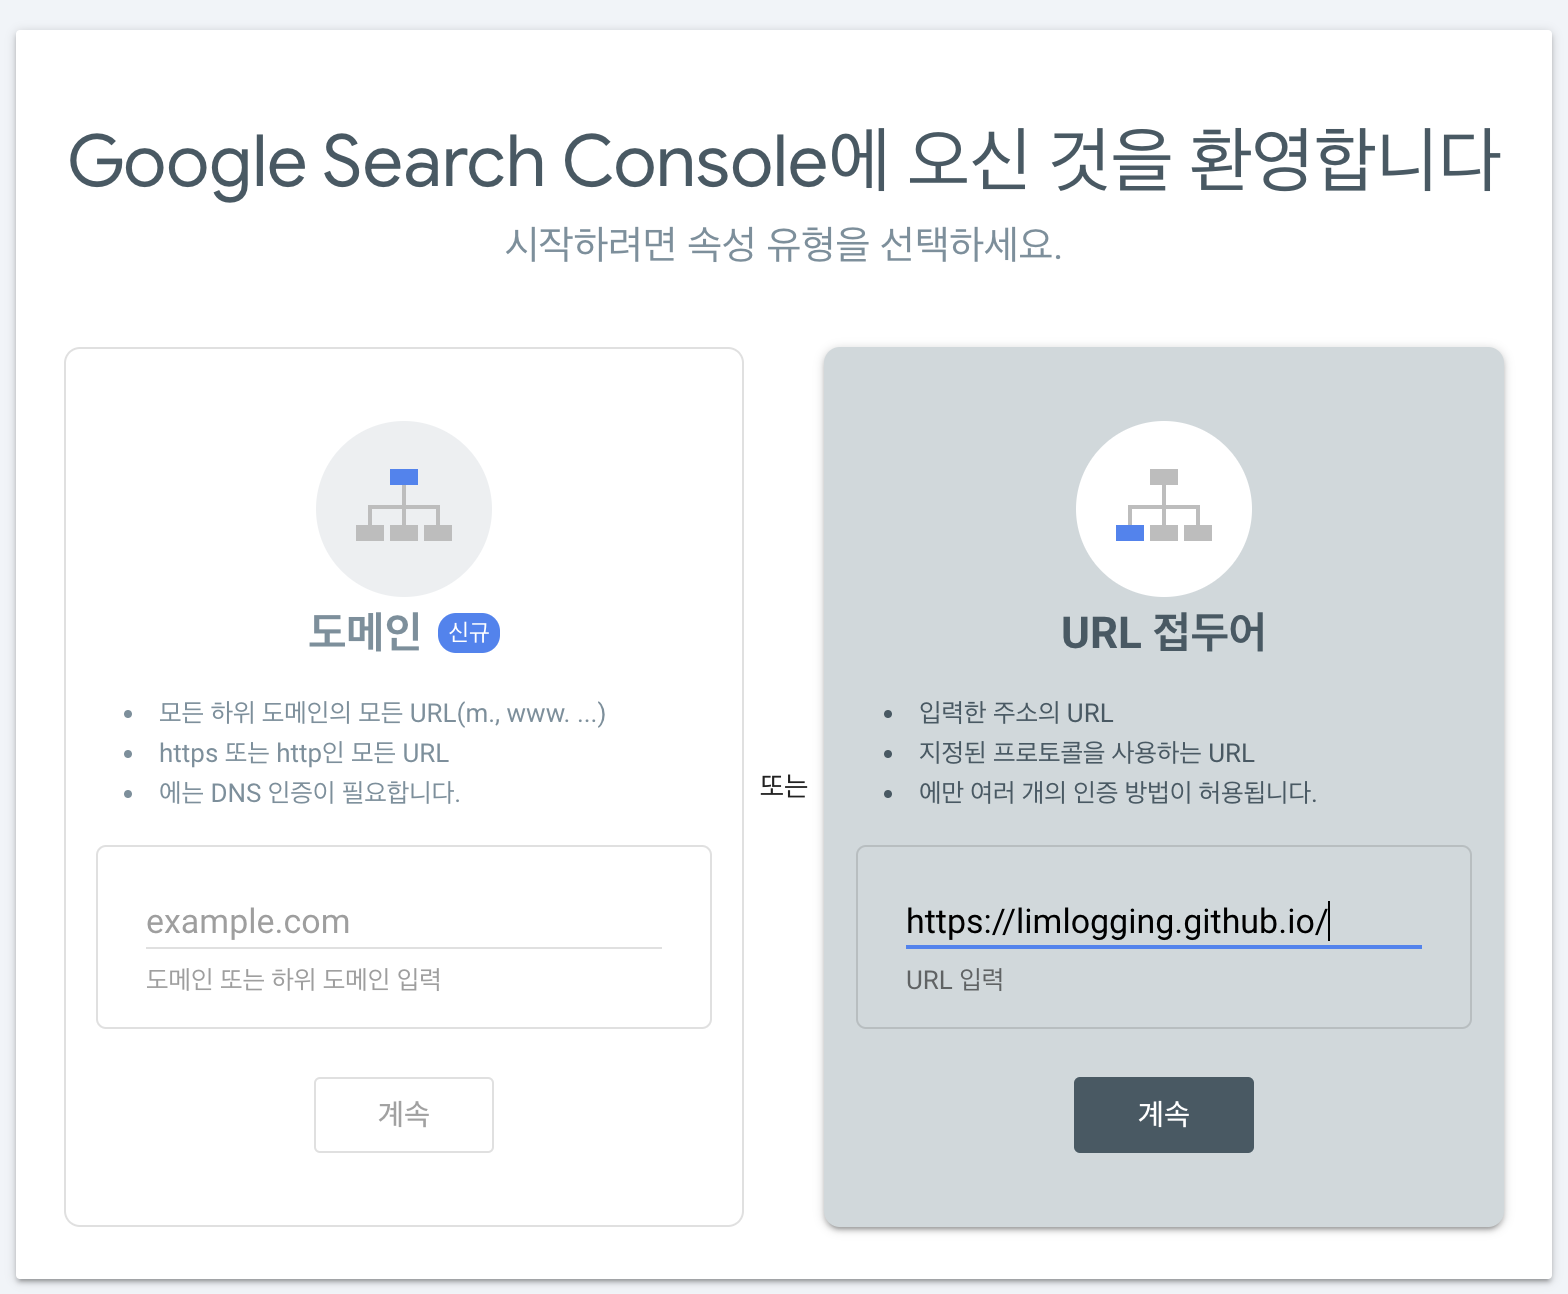 Google Search Console에 오신 것을 환영합니다
시작하려면 속성 유형을 선택하세요.
도메인 신규
모든 하위 도메인의 모든 URL(m., www. ...)
https 또는 http인 모든 URL
에는 DNS 인증이 필요합니다.
example.com
도메인 또는 하위 도메인 입력
계속
또는
URL 접두어
입력한 주소의 URL
지정된 프로토콜을 사용하는 URL
에만 여러 개의 인증 방법이 허용됩니다.
https://limlogging.github.io/
URL 입력
계속